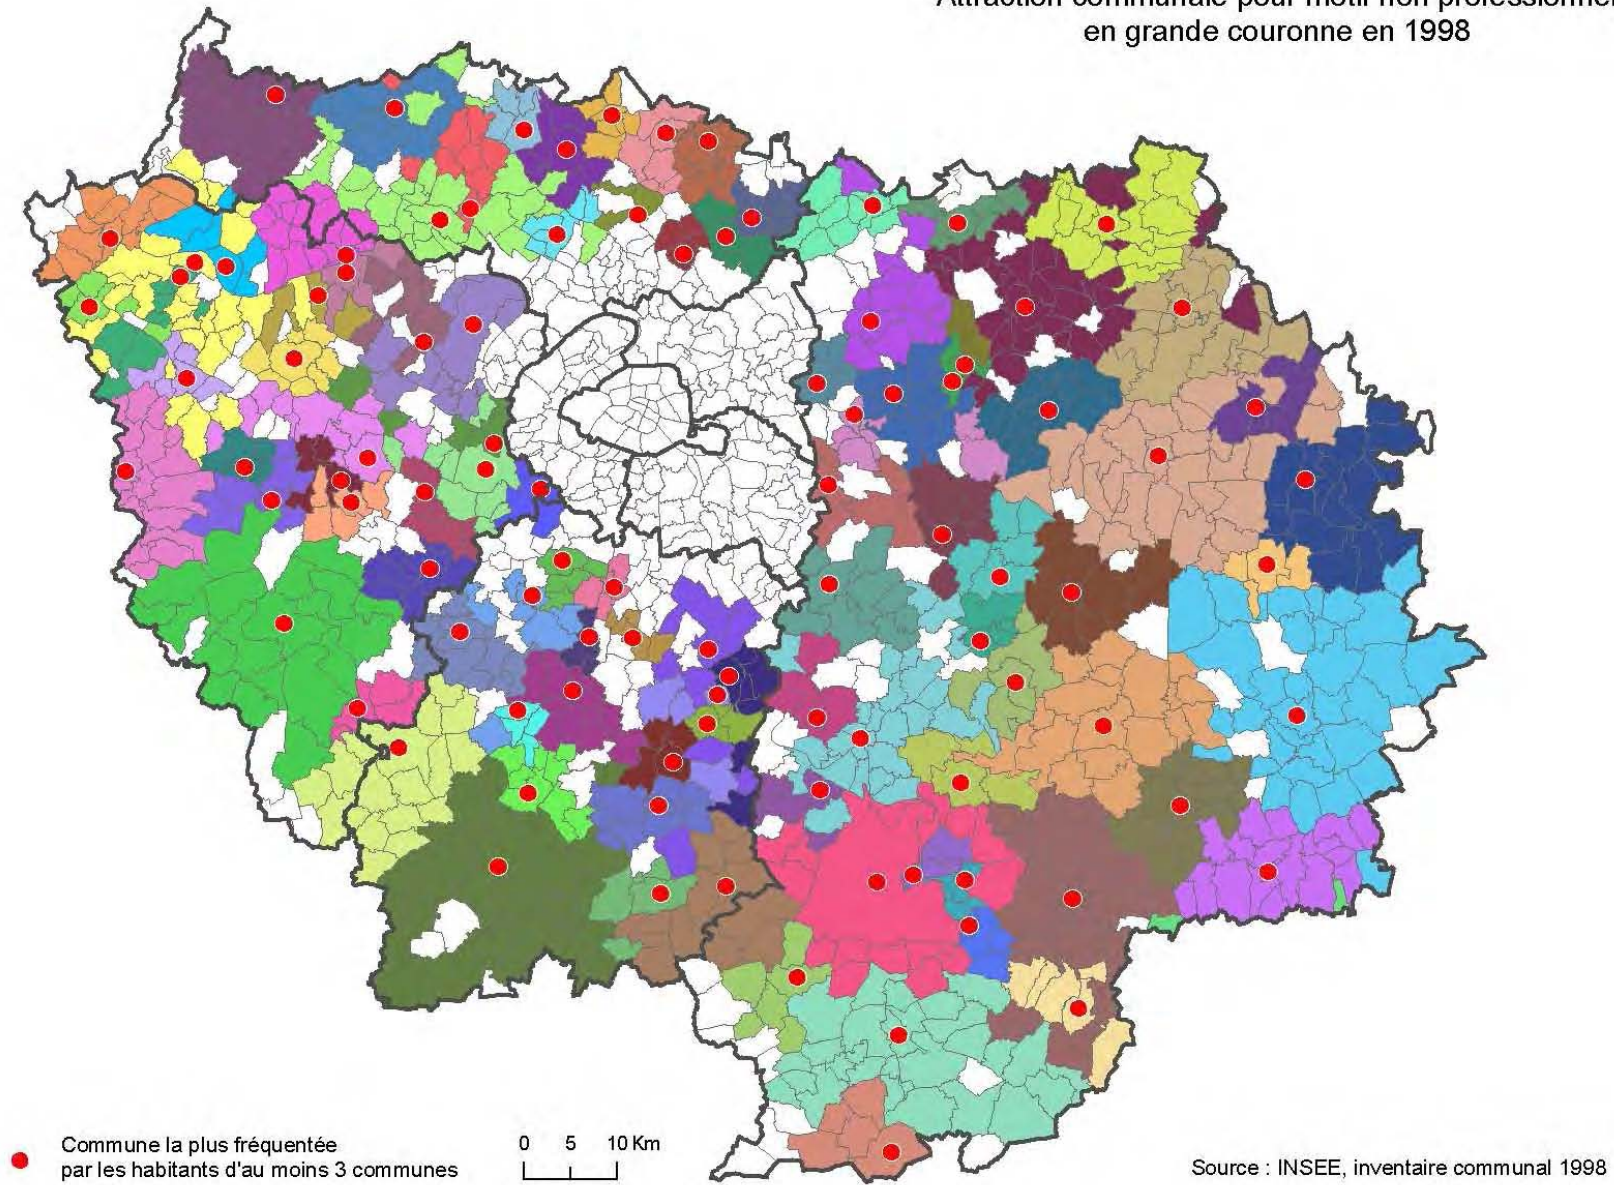 Attraction communale pour motif non professionnel
en grande couronne en 1998
Commune la plus fréquentée
par les habitants d'au moins 3 communes
0 5 10 Km
Source : INSEE, inventaire communal 1998